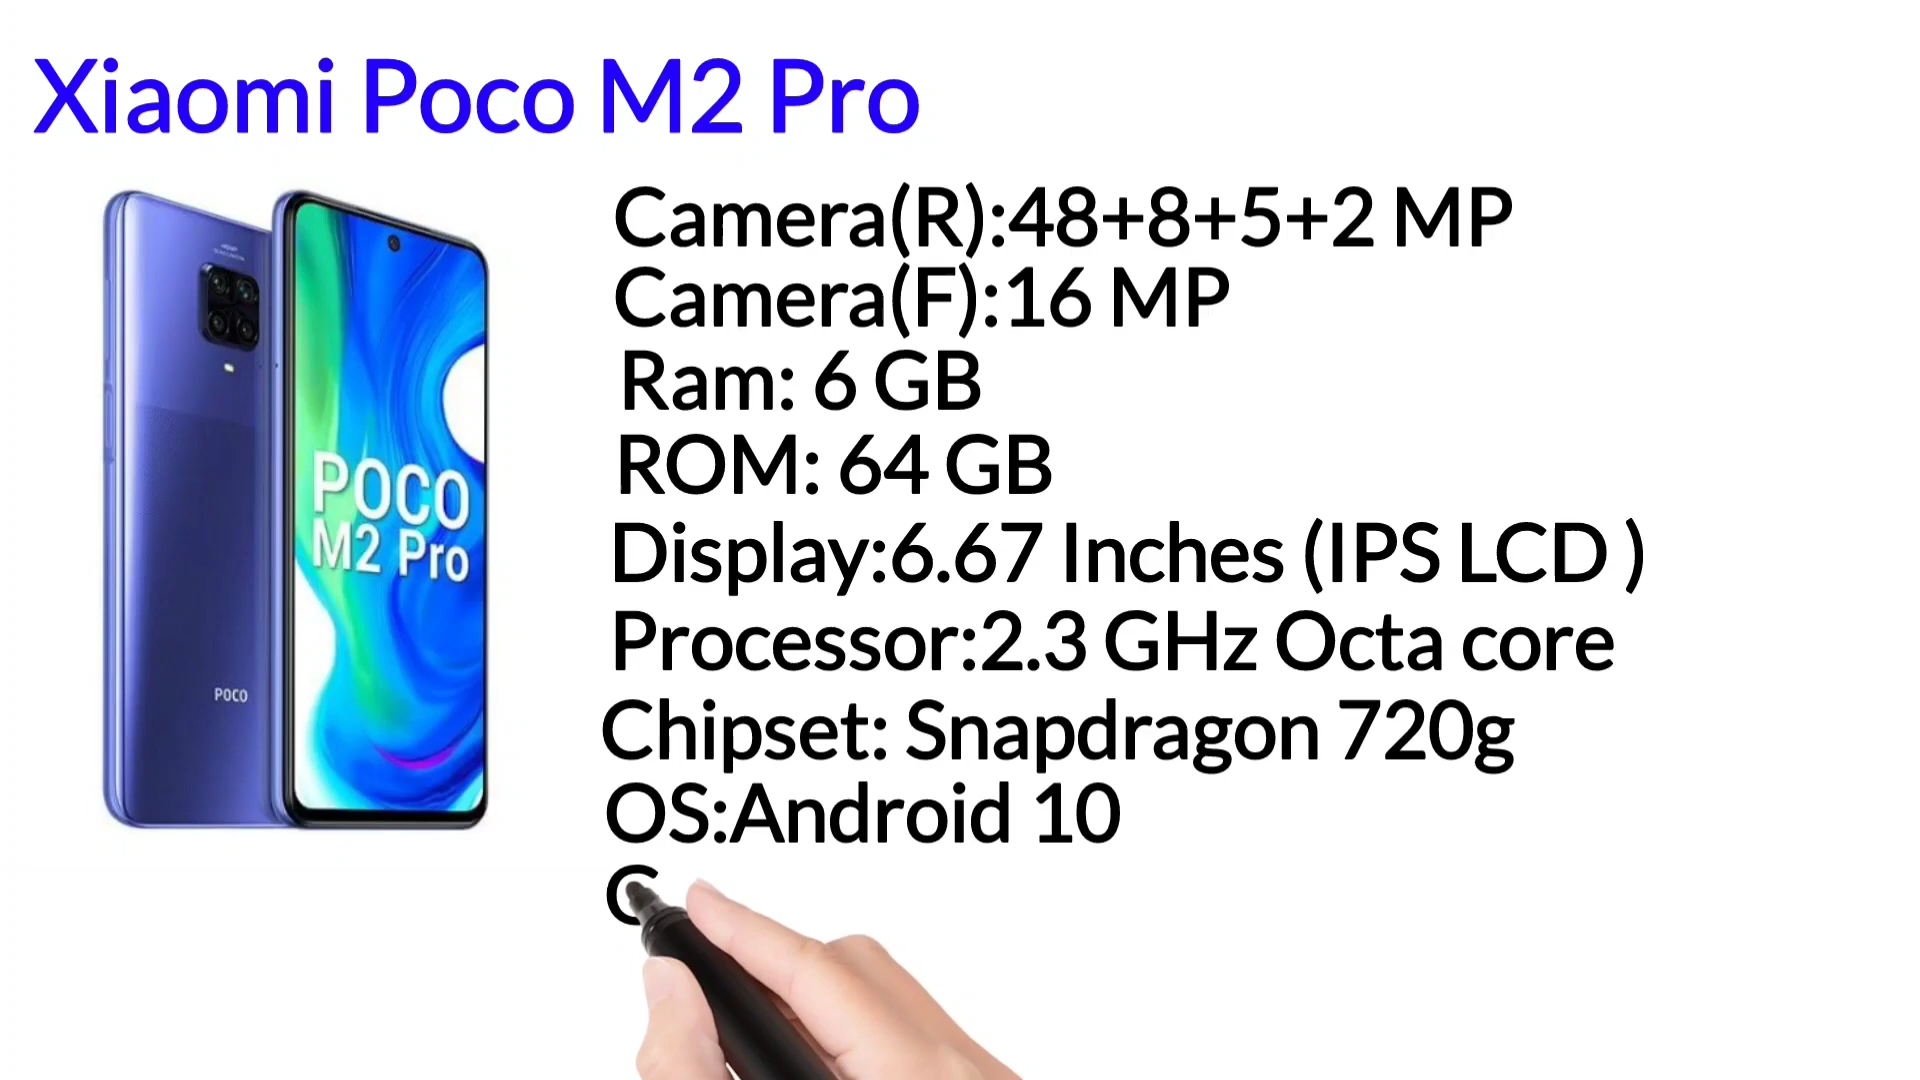 Xiaomi Poco M2 Pro
Camera(R):48+8+5+2 MP
Camera(F):16 MP
Ram: 6 GB
ROM: 64 GB
Display:6.67 Inches (IPS LCD )
Processor:2.3 GHz Octa core
Chipset: Snapdragon 720g
OS:Android 10
POCO
M2 Pro
POCO